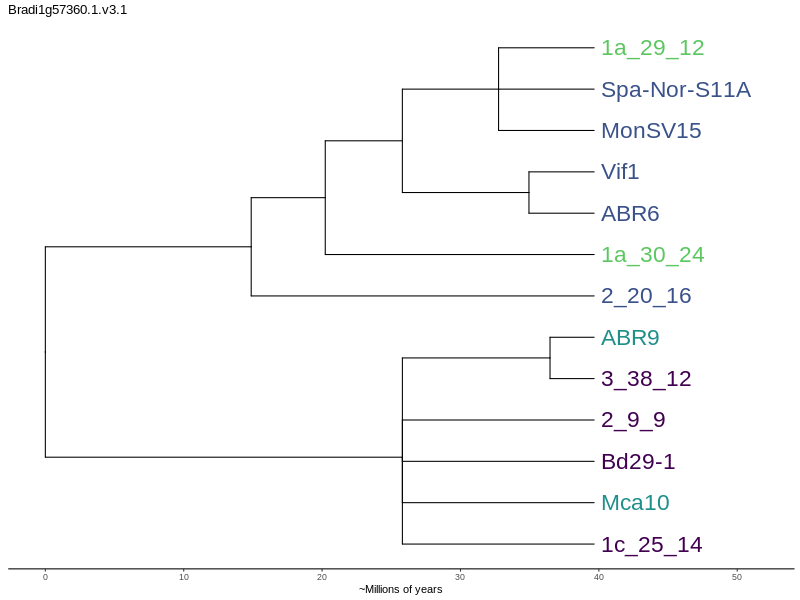 Bradi1g57360.1.v3.1
1a_29_12
Spa-Nor-S11A
MonSV15
Vif1
ABR6
1a_30_24
2_20_16
ABR9
3_38_12
2_9_9
Bd29-1
Mca10
1c_25_14
0 10 20 30 40 50
~Millions of years